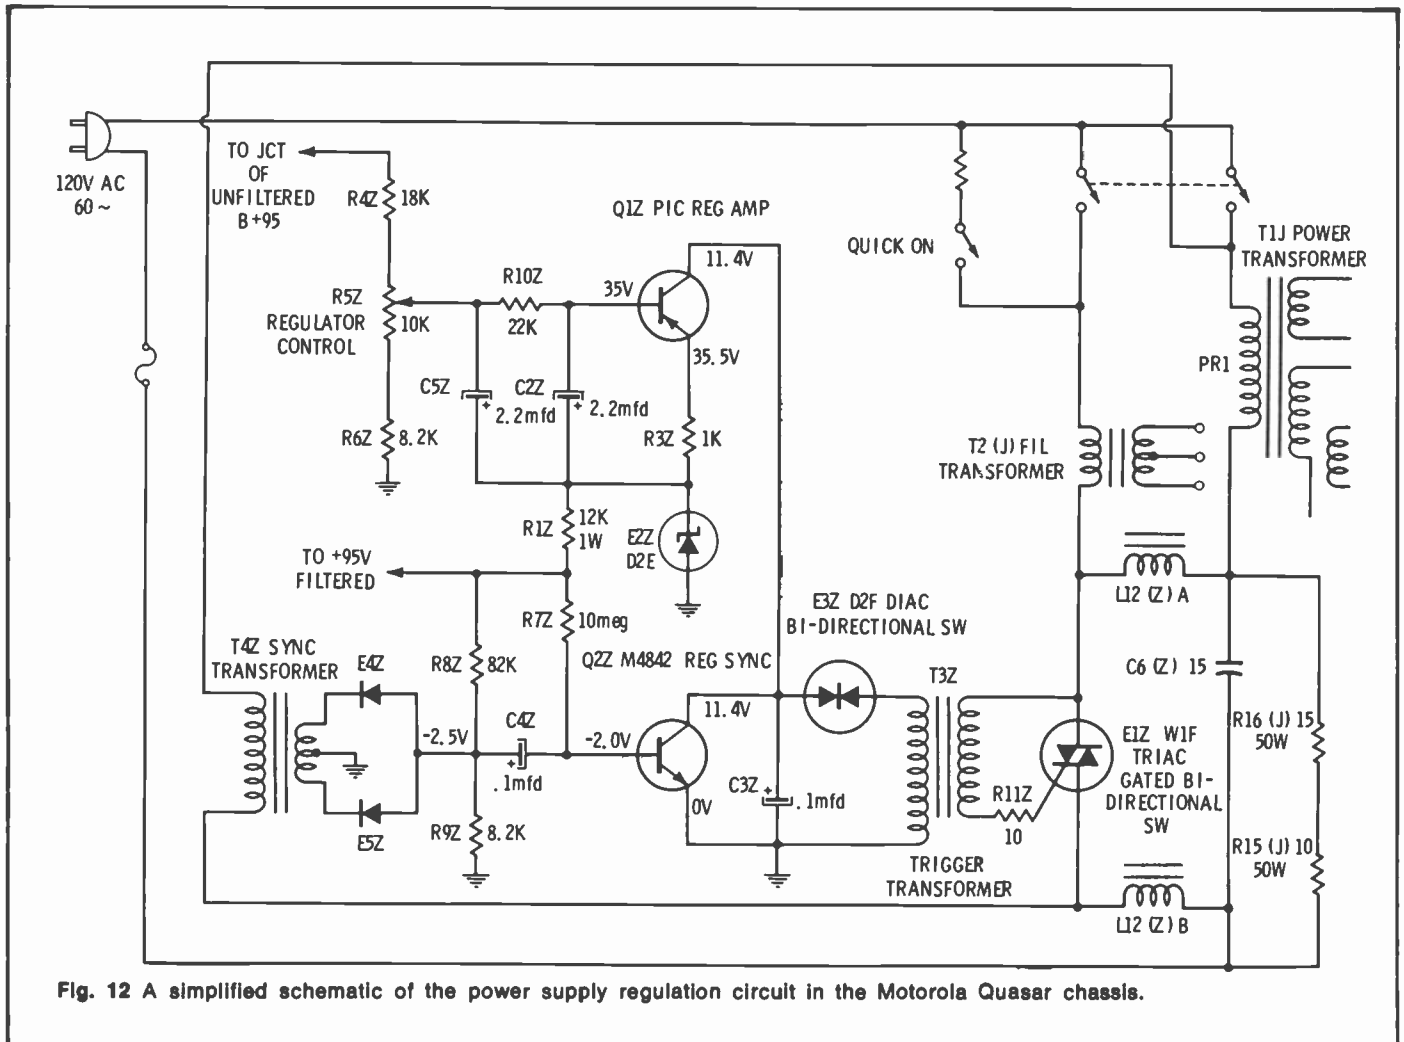 120V AC
60 ~
TO JCT
OF
UNFILTERED
B+95
R4Z 18K
R5Z
REGULATOR
CONTROL
10K
R6Z 8.2K
R10Z
22K
C5Z
+ 2.2mfd
C2Z
+ 2.2mfd
Q1Z PIC REG AMP
35V
11.4V
35.5V
R3Z 1K
R1Z 12K
1W
E2Z
D2E
TO +95V
FILTERED
R7Z 10meg
R8Z 82K
Q2Z M4842 REG SYNC
E3Z D2F DIAC
BI-DIRECTIONAL SW
T4Z SYNC
TRANSFORMER
E4Z
E5Z
-2.5V
C4Z
+
.1mfd
-2.0V
11.4V
0V
R9Z 8.2K
C3Z + .1mfd
T3Z
TRIGGER
TRANSFORMER
R11Z
10
QUICK ON
T1J POWER
TRANSFORMER
PR1
T2 (J) FIL
TRANSFORMER
L12 (Z) A
C6 (Z) 15
R16 (J) 15
50W
E1Z W1F
TRIAC
GATED BI-
DIRECTIONAL
SW
R15 (J) 10
50W
L12 (Z) B
Fig. 12 A simplified schematic of the power supply regulation circuit in the Motorola Quasar chassis.